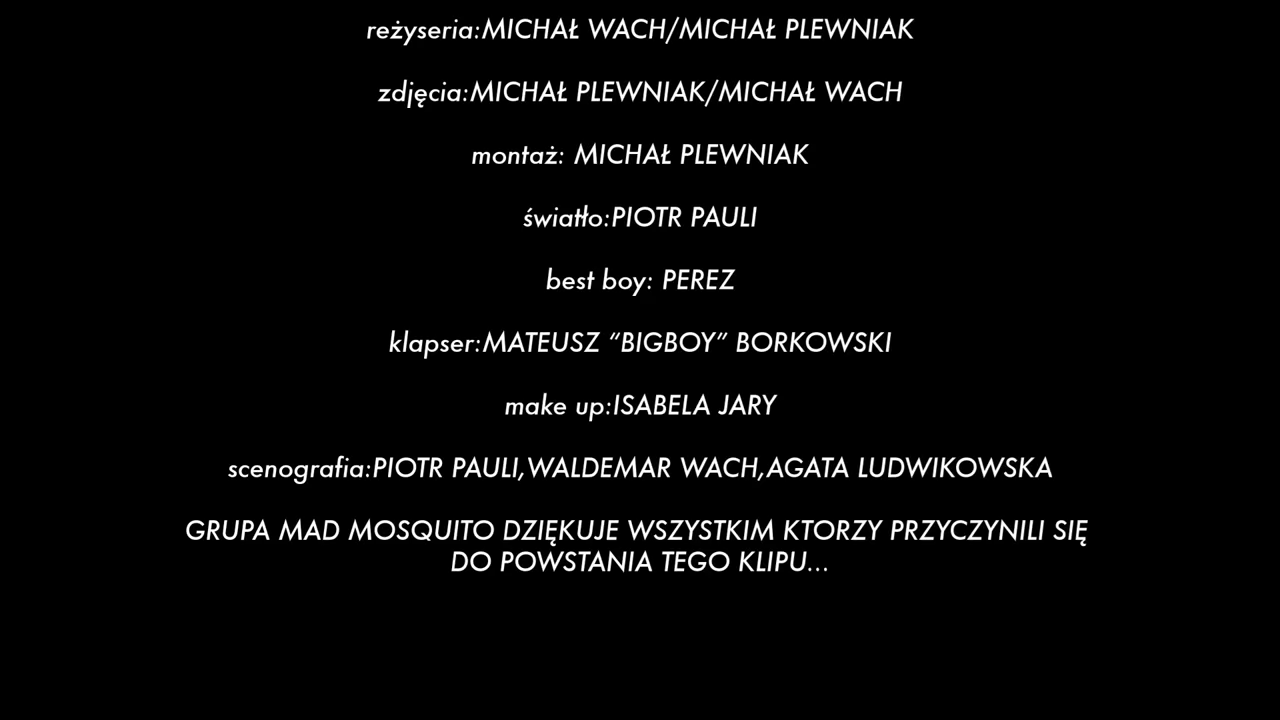 reżyseria:MICHAŁ WACH/MICHAŁ PLEWNIAK
zdjęcia:MICHAŁ PLEWNIAK/MICHAŁ WACH
montaż: MICHAŁ PLEWNIAK
światło:PIOTR PAULI
best boy: PEREZ
klapser:MATEUSZ “BIGBOY” BORKOWSKI
make up:ISABELA JARY
scenografia:PIOTR PAULI,WALDEMAR WACH,AGATA LUDWIKOWSKA
GRUPA MAD MOSQUITO DZIĘKUJE WSZYSTKIM KTORZY PRZYCZYNILI SIĘ
DO POWSTANIA TEGO KLIPU...